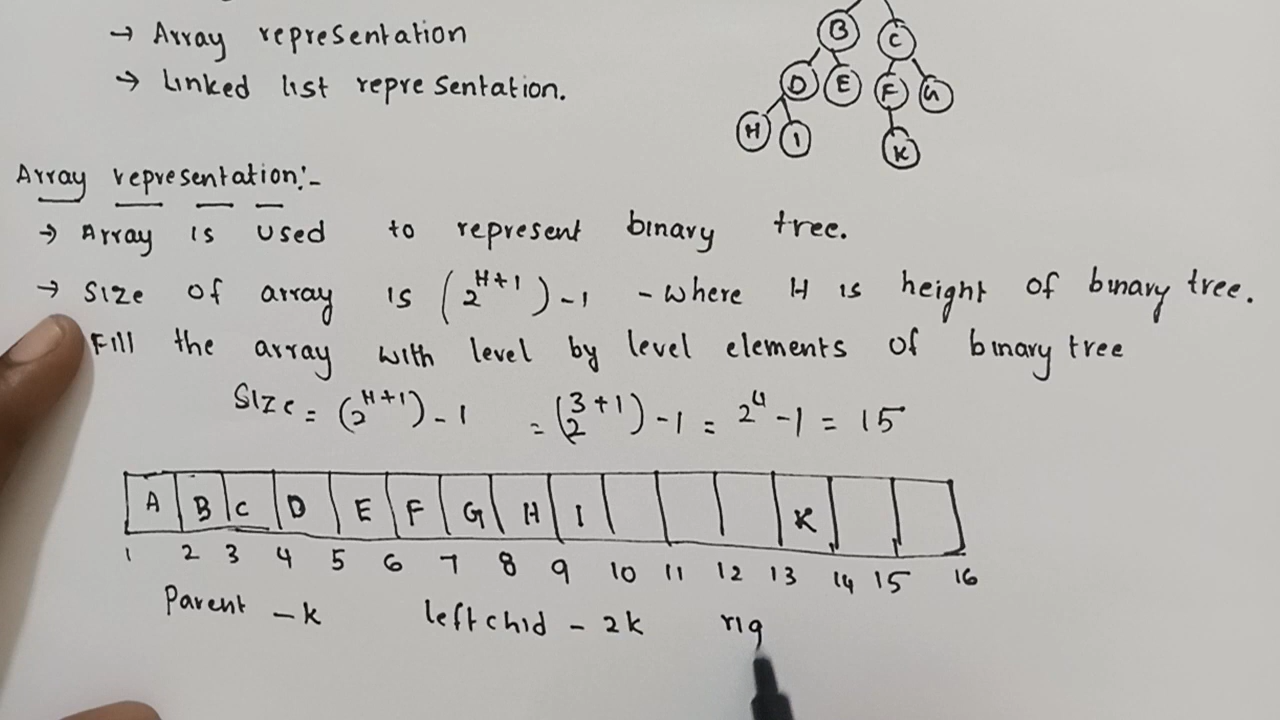 → Array representation
→ Linked list representation.
B C
D E F G
H I K
Array representation:-
→ Array is used to represent binary tree.
→ Size of array is (2^H+1)-1 - where H is height of binary tree.
Fill the array with level by level elements of binary tree
Size = (2^H+1)-1 = (2^3+1)-1 = 2^4-1 = 15
A B C D E F G H I K
1 2 3 4 5 6 7 8 9 10 11 12 13 14 15 16
Parent - k leftchid - 2k rig